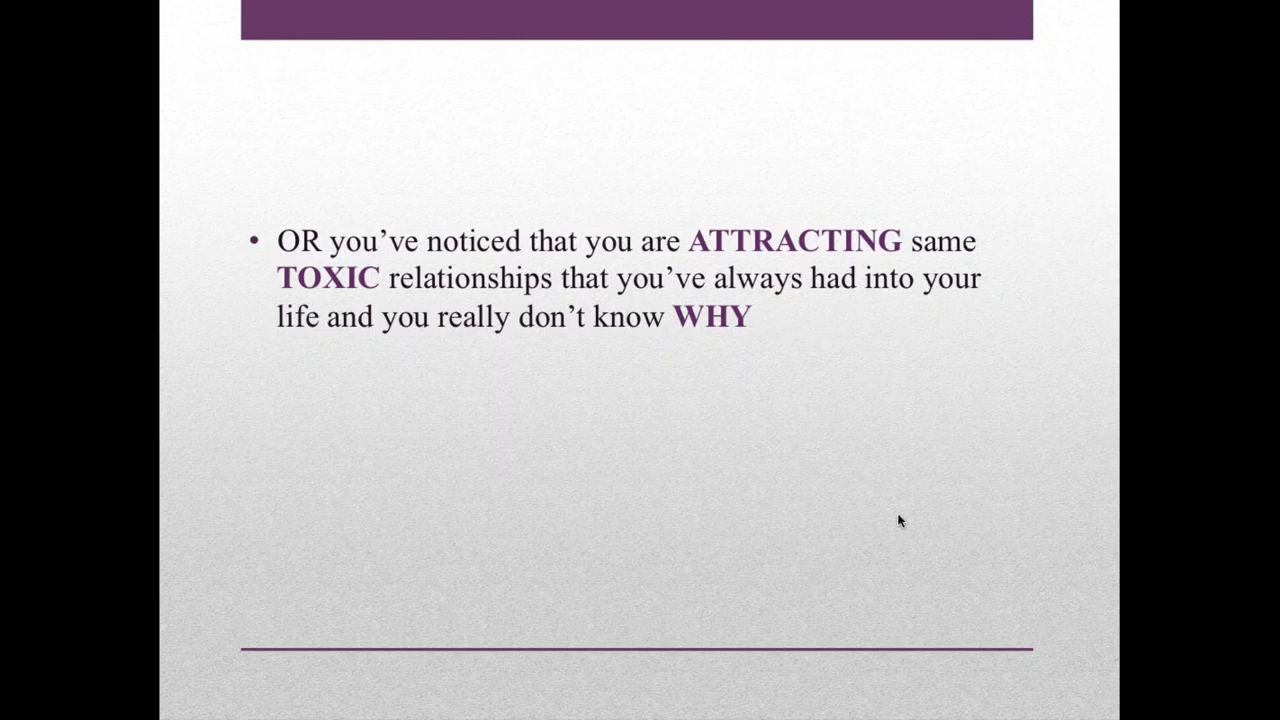 • OR you’ve noticed that you are ATTRACTING same
TOXIC relationships that you’ve always had into your
life and you really don’t know WHY